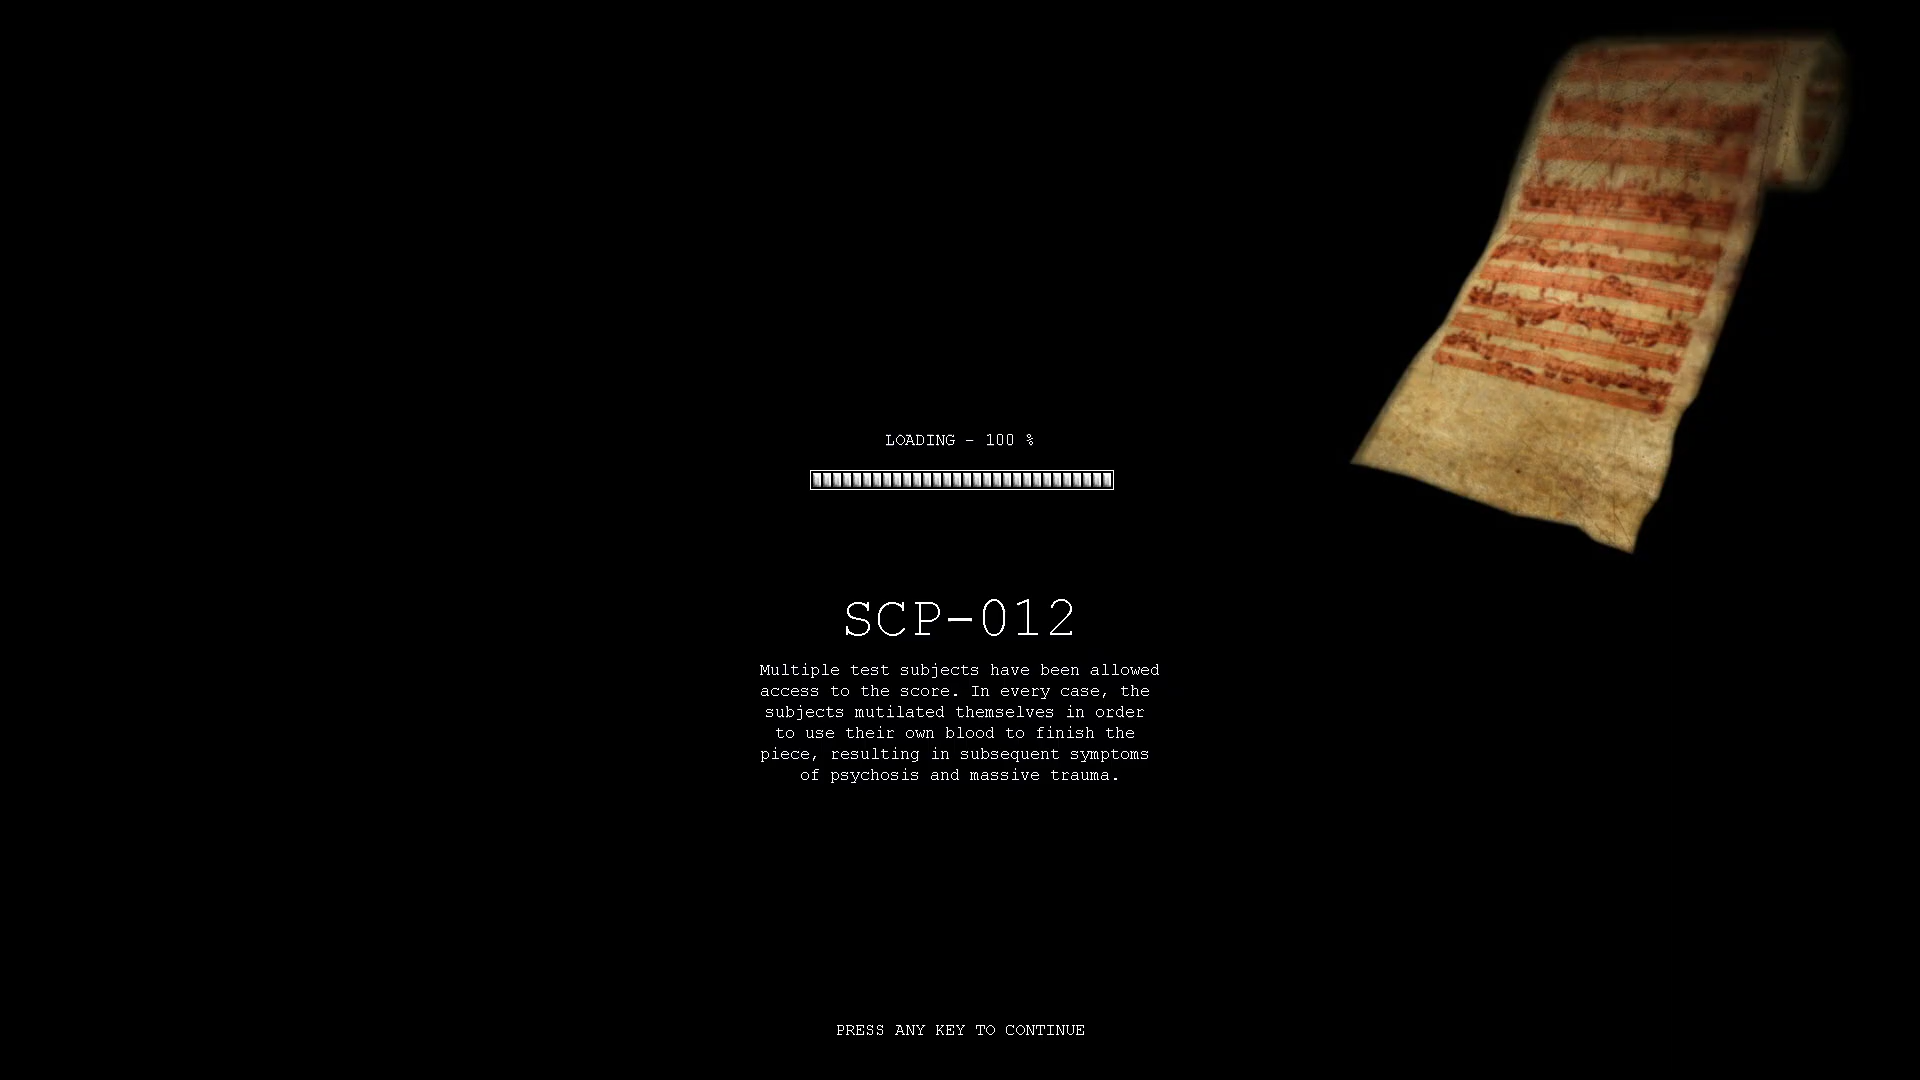 LOADING - 100 %
SCP-012
Multiple test subjects have been allowed
access to the score. In every case, the
subjects mutilated themselves in order
to use their own blood to finish the
piece, resulting in subsequent symptoms
of psychosis and massive trauma.
PRESS ANY KEY TO CONTINUE